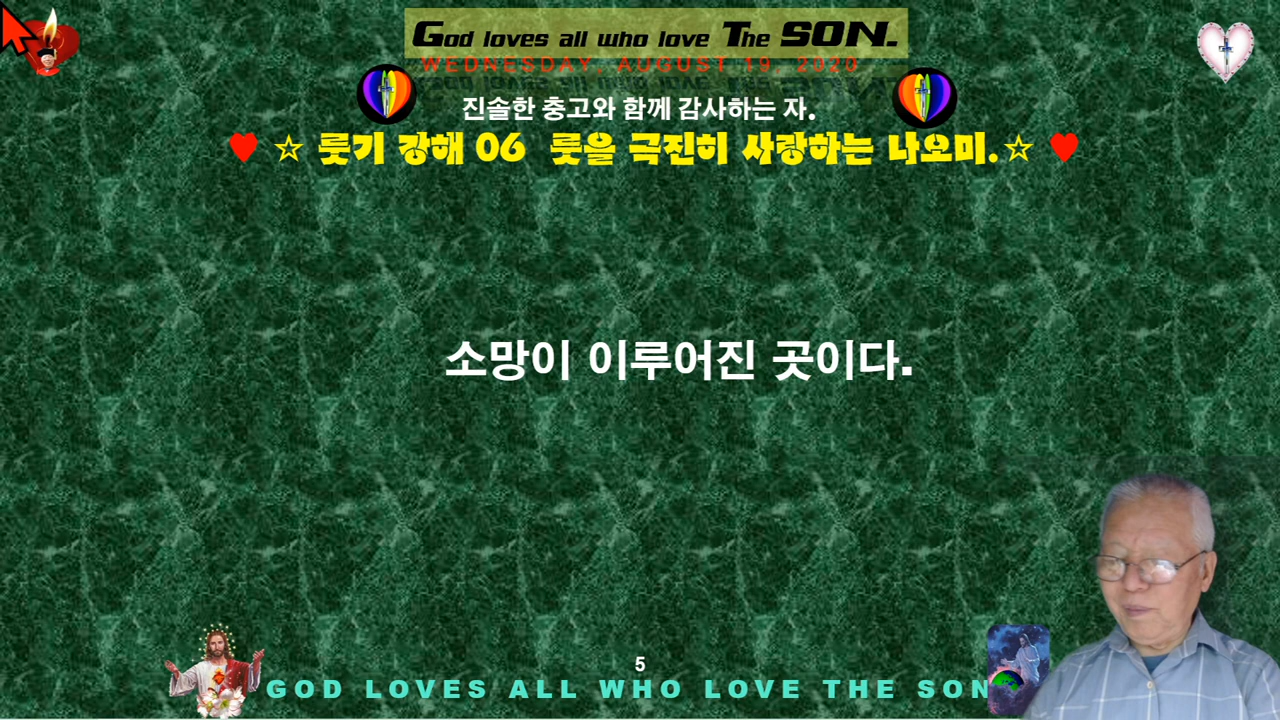 God loves all who love The SON.
WEDNESDAY, AUGUST 19, 2020
진솔한 충고와 함께 감사하는 자.
♥ ☆ 룻기 강해 06 룻을 극진히 사랑하는 나오미.☆ ♥
소망이 이루어진 곳이다.
5
GOD LOVES ALL WHO LOVE THE SON